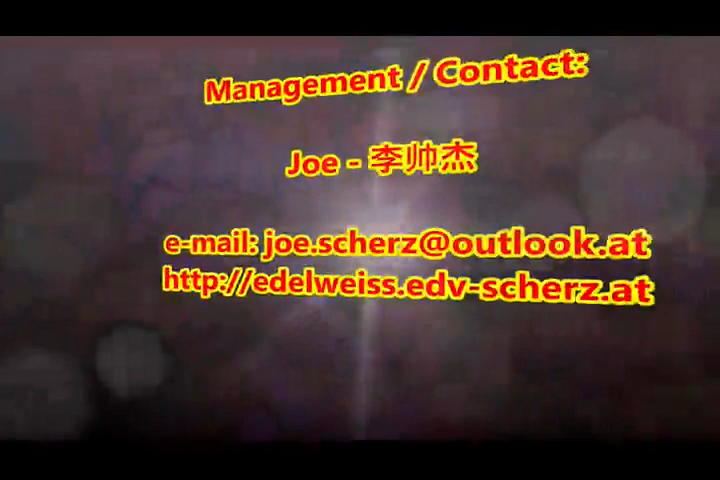 Management / Contact:
Joe - 李帅杰
e-mail: joe.scherz@outlook.at
http://edelweiss.edv-scherz.at